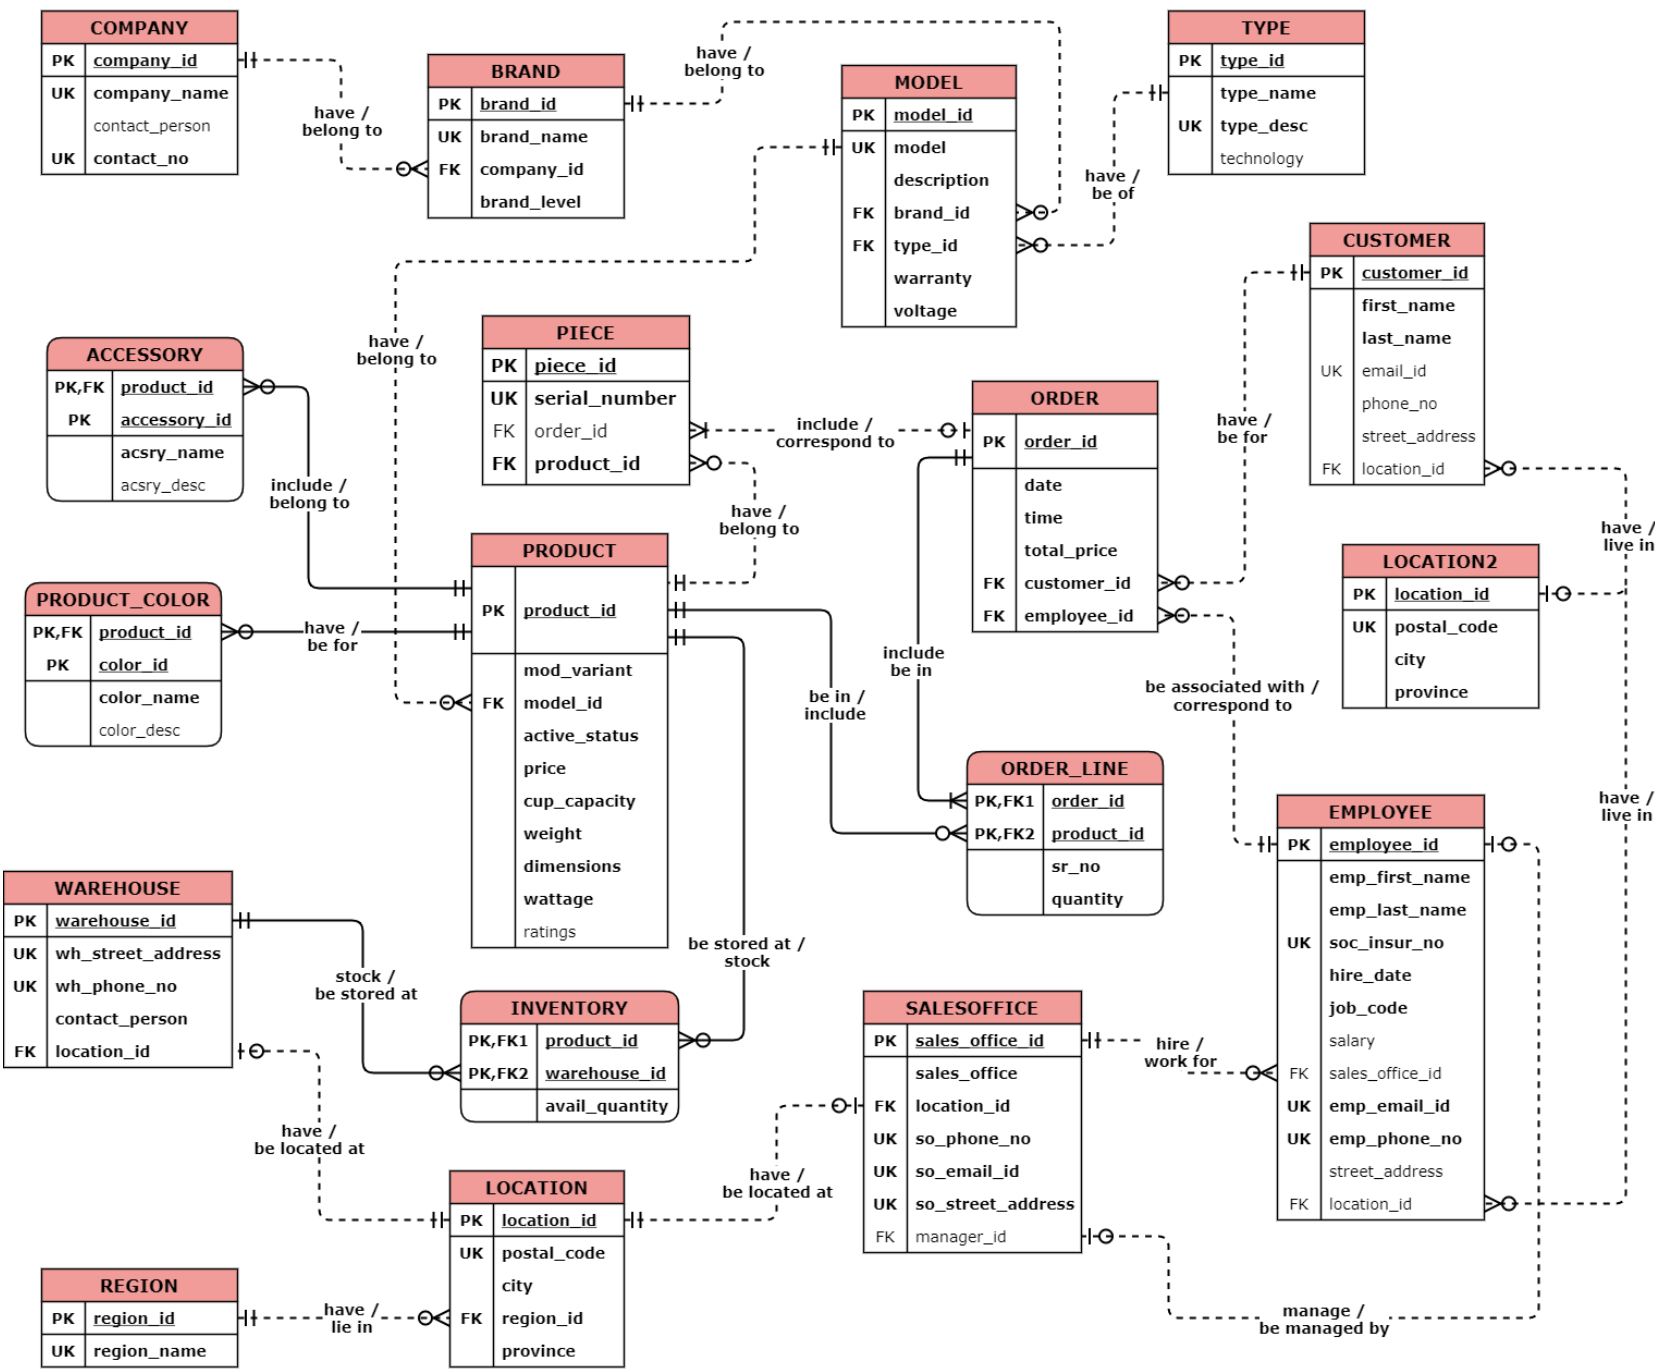 COMPANY
PK company_id
UK company_name
contact_person
UK contact_no
have /
belong to
BRAND
PK brand_id
UK brand_name
FK company_id
brand_level
have /
belong to
MODEL
PK model_id
UK model
description
FK brand_id
FK type_id
warranty
voltage
have /
be of
TYPE
PK type_id
type_name
UK type_desc
technology
CUSTOMER
PK customer_id
first_name
last_name
UK email_id
phone_no
street_address
FK location_id
have /
belong to
ACCESSORY
PK,FK product_id
PK accessory_id
acsry_name
acsry_desc
include /
belong to
PIECE
PK piece_id
UK serial_number
FK order_id
FK product_id
include /
correspond to
have /
belong to
ORDER
PK order_id
date
time
total_price
FK customer_id
FK employee_id
have /
be for
have /
live in
LOCATION2
PK location_id
UK postal_code
city
province
PRODUCT_COLOR
PK,FK product_id
PK color_id
color_name
color_desc
have /
be for
PRODUCT
PK product_id
mod_variant
FK model_id
active_status
price
cup_capacity
weight
dimensions
wattage
ratings
be in /
include
include
be in
be associated with /
correspond to
ORDER_LINE
PK,FK1 order_id
PK,FK2 product_id
sr_no
quantity
have /
live in
EMPLOYEE
PK employee_id
emp_first_name
emp_last_name
UK soc_insur_no
hire_date
job_code
salary
FK sales_office_id
UK emp_email_id
UK emp_phone_no
street_address
FK location_id
WAREHOUSE
PK warehouse_id
UK wh_street_address
UK wh_phone_no
contact_person
FK location_id
stock /
be stored at
be stored at /
stock
INVENTORY
PK,FK1 product_id
PK,FK2 warehouse_id
avail_quantity
SALESOFFICE
PK sales_office_id
sales_office
FK location_id
UK so_phone_no
UK so_email_id
UK so_street_address
FK manager_id
hire /
work for
have /
be located at
have /
be located at
LOCATION
PK location_id
UK postal_code
city
FK region_id
province
REGION
PK region_id
UK region_name
have /
lie in
manage /
be managed by